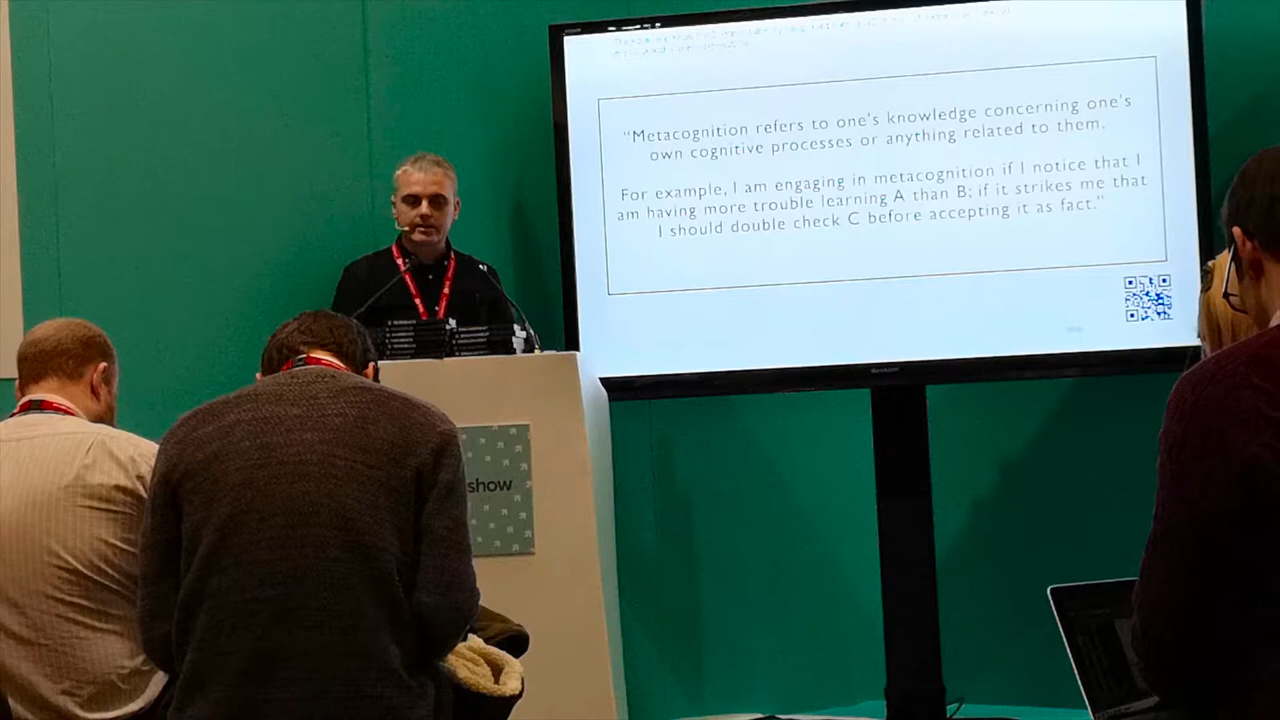 “Metacognition refers to one’s knowledge concerning one’s
own cognitive processes or anything related to them.
For example, I am engaging in metacognition if I notice that I
am having more trouble learning A than B; if it strikes me that
I should double check C before accepting it as fact.”
show